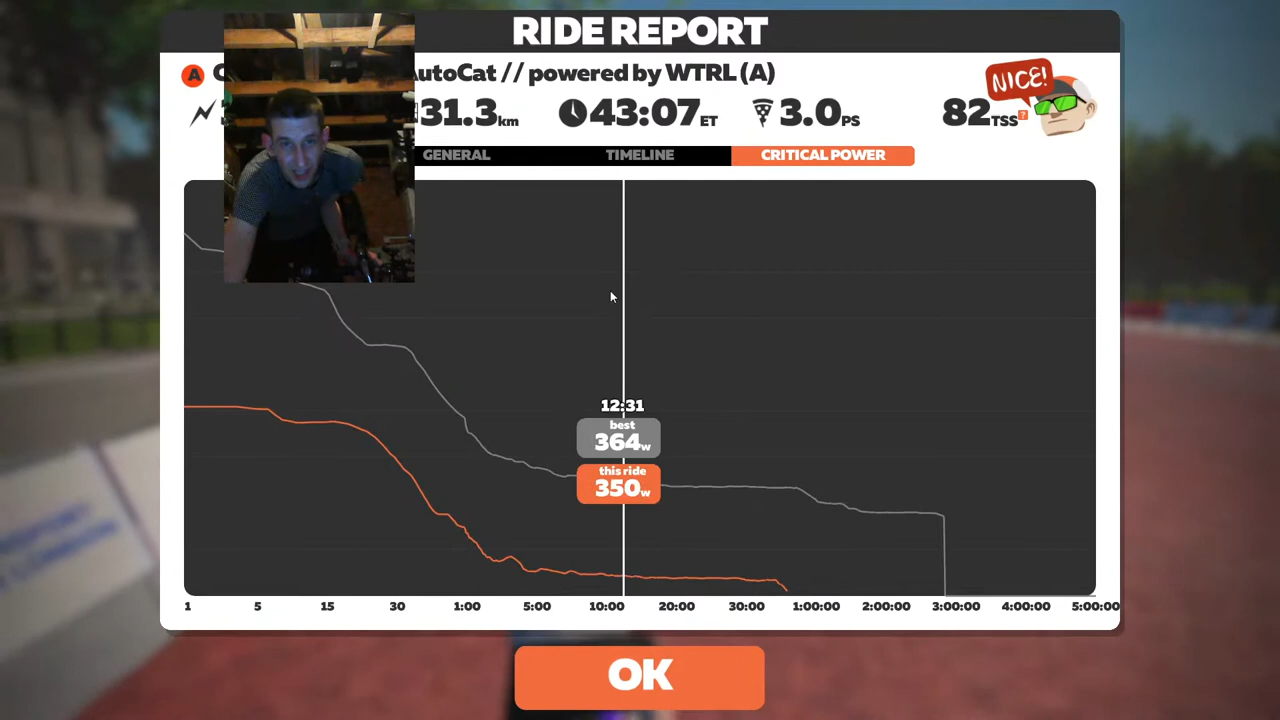 RIDE REPORT
A
AutoCat // powered by WTRL (A)
NICE!
31.3km
43:07ET
3.0PS
82TSS?
GENERAL
TIMELINE
CRITICAL POWER
12:31
best
364w
this ride
350w
1 5 15 30 1:00 5:00 10:00 20:00 30:00 1:00:00 2:00:00 3:00:00 4:00:00 5:00:00
OK